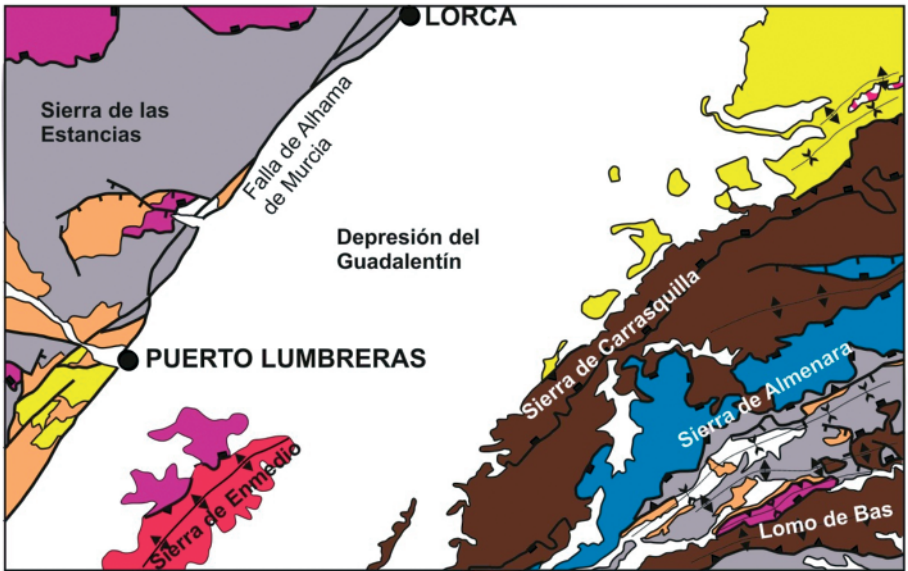 LORCA
Sierra de las
Estancias
Falla de Alhama
de Murcia
Depresión del
Guadalentín
PUERTO LUMBRERAS
Sierra de Carrasquilla
Sierra de Almenara
Sierra de Enmedio
Lomo de Bas